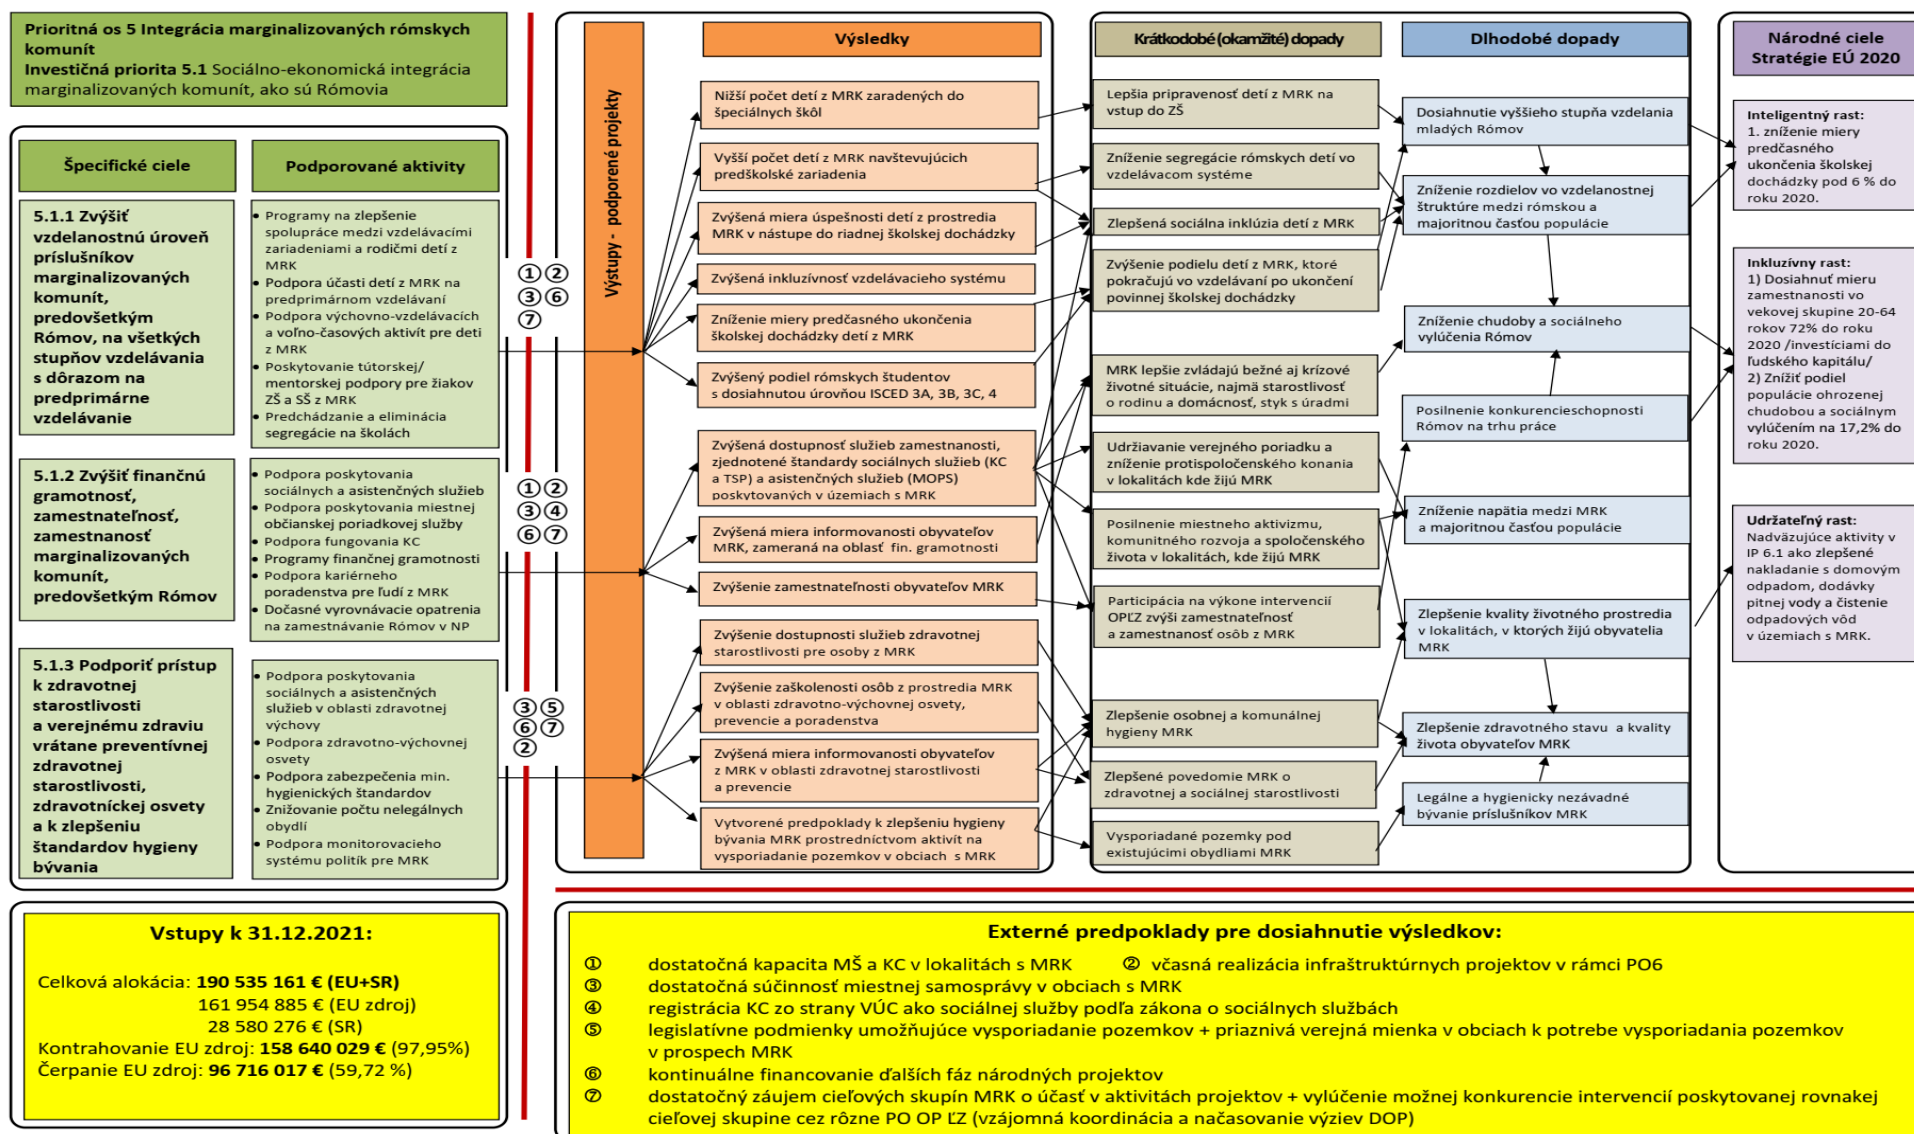 Prioritná os 5 Integrácia marginalizovaných rómskych
komunít
Investičná priorita 5.1 Sociálno-ekonomická integrácia
marginalizovaných komunít, ako sú Rómovia
Špecifické ciele
5.1.1 Zvýšiť
vzdelanostnú úroveň
príslušníkov
marginalizovaných
komunít,
predovšetkým
Rómov, na všetkých
stupňov vzdelávania
s dôrazom na
predprimárne
vzdelávanie
5.1.2 Zvýšiť finančnú
gramotnosť,
zamestnateľnosť,
zamestnanosť
marginalizovaných
komunít,
predovšetkým Rómov
5.1.3 Podporiť prístup
k zdravotnej
starostlivosti
a verejnému zdraviu
vrátane preventívnej
zdravotnej
starostlivosti,
zdravotníckej osvety
a k zlepšeniu
štandardov hygieny
bývania
Podporované aktivity
• Programy na zlepšenie
spolupráce medzi vzdelávacími
zariadeniami a rodičmi detí z
MRK
• Podpora účasti detí z MRK na
predprimárnom vzdelávaní
• Podpora výchovno-vzdelávacích
a voľno-časových aktivít pre deti
z MRK
• Poskytovanie tútorskej/
mentorskej podpory pre žiakov
ZŠ a SŠ z MRK
• Predchádzanie a eliminácia
segregácie na školách
• Podpora poskytovania
sociálnych a asistenčných služieb
• Podpora poskytovania miestnej
občianskej poriadkovej služby
• Podpora fungovania KC
• Programy finančnej gramotnosti
• Podpora kariérneho
poradenstva pre ľudí z MRK
• Dočasné vyrovnávacie opatrenia
na zamestnávanie Rómov v NP
• Podpora poskytovania
sociálnych a asistenčných
služieb v oblasti zdravotnej
výchovy
• Podpora zdravotno-výchovnej
osvety
• Podpora zabezpečenia min.
hygienických štandardov
• Znižovanie počtu nelegálnych
obydlí
• Podpora monitorovacieho
systému politík pre MRK
① ②
③ ⑥
⑦
① ②
③ ④
⑥ ⑦
③ ⑤
⑥ ⑦
②
Výstupy - podporené projekty
Výsledky
Nižší počet detí z MRK zaradených do
špeciálnych škôl
Vyšší počet detí z MRK navštevujúcich
predškolské zariadenia
Zvýšená miera úspešnosti detí z prostredia
MRK v nástupe do riadnej školskej dochádzky
Zvýšená inkluzívnosť vzdelávacieho systému
Zníženie miery predčasného ukončenia
školskej dochádzky detí z MRK
Zvýšený podiel rómskych študentov
s dosiahnutou úrovňou ISCED 3A, 3B, 3C, 4
Zvýšená dostupnosť služieb zamestnanosti,
zjednotené štandardy sociálnych služieb (KC
a TSP) a asistenčných služieb (MOPS)
poskytovaných v územiach s MRK
Zvýšená miera informovanosti obyvateľov
MRK, zameraná na oblasť fin. gramotnosti
Zvýšenie zamestnateľnosti obyvateľov MRK
Zvýšenie dostupnosti služieb zdravotnej
starostlivosti pre osoby z MRK
Zvýšenie zaškolenosti osôb z prostredia MRK
v oblasti zdravotno-výchovnej osvety,
prevencie a poradenstva
Zvýšená miera informovanosti obyvateľov
z MRK v oblasti zdravotnej starostlivosti
a prevencie
Vytvorené predpoklady k zlepšeniu hygieny
bývania MRK prostredníctvom aktivít na
vysporiadanie pozemkov v obciach s MRK
Krátkodobé (okamžité) dopady
Lepšia pripravenosť detí z MRK na
vstup do ZŠ
Zníženie segregácie rómskych detí vo
vzdelávacom systéme
Zlepšená sociálna inklúzia detí z MRK
Zvýšenie podielu detí z MRK, ktoré
pokračujú vo vzdelávaní po ukončení
povinnej školskej dochádzky
MRK lepšie zvládajú bežné aj krízové
životné situácie, najmä starostlivosť
o rodinu a domácnosť, styk s úradmi
Udržiavanie verejného poriadku a
zníženie protispoločenského konania
v lokalitách kde žijú MRK
Posilnenie miestneho aktivizmu,
komunitného rozvoja a spoločenského
života v lokalitách, kde žijú MRK
Participácia na výkone intervencií
OPĽZ zvýši zamestnateľnosť
a zamestnanosť osôb z MRK
Zlepšenie osobnej a komunálnej
hygieny MRK
Zlepšené povedomie MRK o
zdravotnej a sociálnej starostlivosti
Vysporiadané pozemky pod
existujúcimi obydliami MRK
Dlhodobé dopady
Dosiahnutie vyššieho stupňa vzdelania
mladých Rómov
Zníženie rozdielov vo vzdelanostnej
štruktúre medzi rómskou a
majoritnou časťou populácie
Zníženie chudoby a sociálneho
vylúčenia Rómov
Posilnenie konkurencieschopnosti
Rómov na trhu práce
Zníženie napätia medzi MRK
a majoritnou časťou populácie
Zlepšenie kvality životného prostredia
v lokalitách, v ktorých žijú obyvatelia
MRK
Zlepšenie zdravotného stavu a kvality
života obyvateľov MRK
Legálne a hygienicky nezávadné
bývanie príslušníkov MRK
Národné ciele
Stratégie EÚ 2020
Inteligentný rast:
1. zníženie miery
predčasného
ukončenia školskej
dochádzky pod 6 % do
roku 2020.
Inkluzívny rast:
1) Dosiahnuť mieru
zamestnanosti vo
vekovej skupine 20-64
rokov 72% do roku
2020 /investíciami do
ľudského kapitálu/
2) Znížiť podiel
populácie ohrozenej
chudobou a sociálnym
vylúčením na 17,2% do
roku 2020.
Udržateľný rast:
Nadväzujúce aktivity v
IP 6.1 ako zlepšené
nakladanie s domovým
odpadom, dodávky
pitnej vody a čistenie
odpadových vôd
v územiach s MRK.
Vstupy k 31.12.2021:
Celková alokácia: 190 535 161 € (EU+SR)
161 954 885 € (EU zdroj)
28 580 276 € (SR)
Kontrahovanie EU zdroj: 158 640 029 € (97,95%)
Čerpanie EU zdroj: 96 716 017 € (59,72 %)
Externé predpoklady pre dosiahnutie výsledkov:
① dostatočná kapacita MŠ a KC v lokalitách s MRK ② včasná realizácia infraštruktúrnych projektov v rámci PO6
③ dostatočná súčinnosť miestnej samosprávy v obciach s MRK
④ registrácia KC zo strany VÚC ako sociálnej služby podľa zákona o sociálnych službách
⑤ legislatívne podmienky umožňujúce vysporiadanie pozemkov + priaznivá verejná mienka v obciach k potrebe vysporiadania pozemkov
v prospech MRK
⑥ kontinuálne financovanie ďalších fáz národných projektov
⑦ dostatočný záujem cieľových skupín MRK o účasť v aktivitách projektov + vylúčenie možnej konkurencie intervencií poskytovanej rovnakej
cieľovej skupine cez rôzne PO OP ĽZ (vzájomná koordinácia a načasovanie výziev DOP)